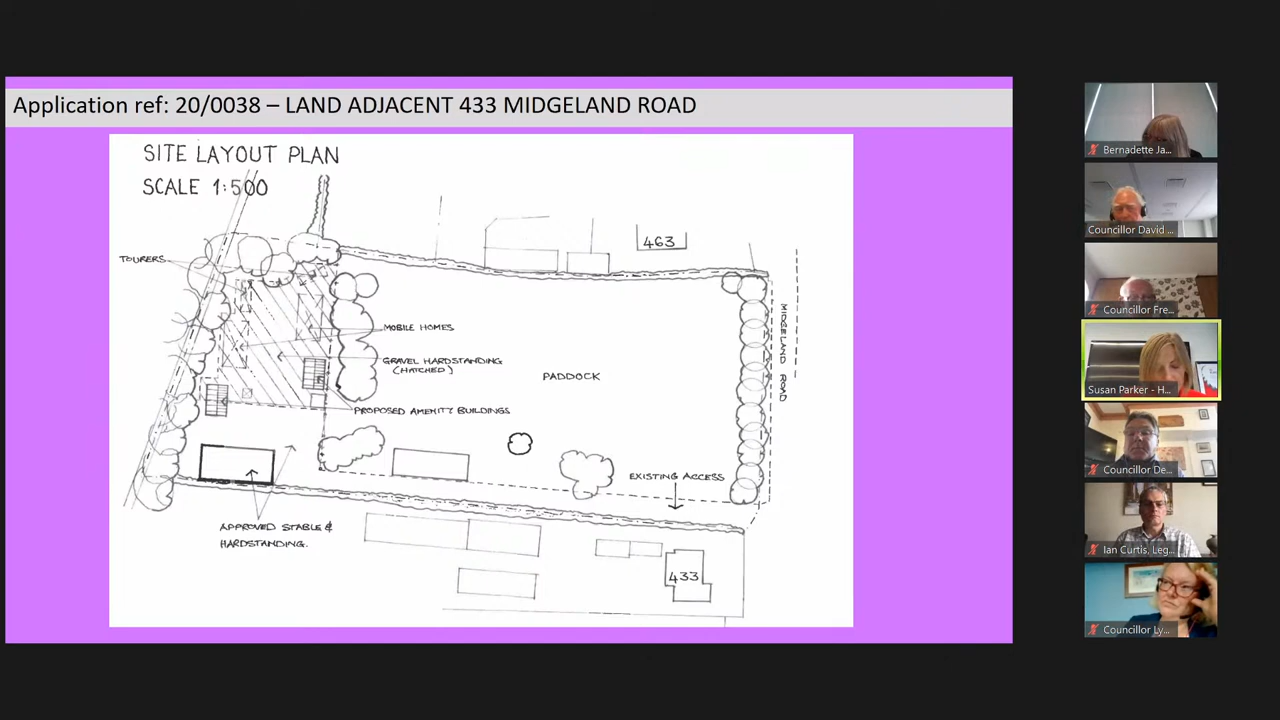 Application ref: 20/0038 – LAND ADJACENT 433 MIDGELAND ROAD
SITE LAYOUT PLAN
SCALE 1:500
463
TOURERS
MIDGELAND ROAD
MOBILE HOMES
GRAVEL HARDSTANDING
(HATCHED)
PADDOCK
PROPOSED AMENITY BUILDINGS
EXISTING ACCESS
APPROVED STABLE &
HARDSTANDING.
433
Bernadette Ja...
Councillor David ...
Councillor Fre...
Susan Parker - H...
Councillor De...
Ian Curtis, Leg...
Councillor Ly...